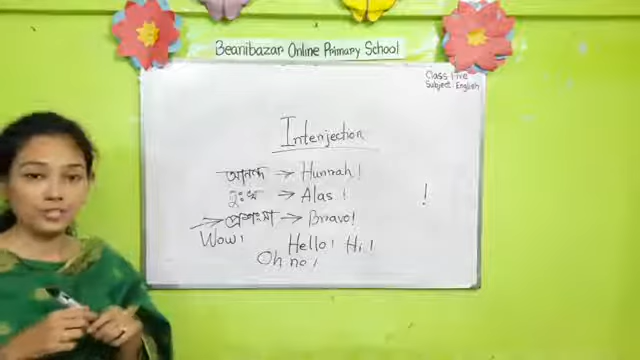 Beanibazar Online Primary School
Class Five
Subject: English
Interjection
আনন্দ → Hurrah!
দুঃখ → Alas!
!
→ প্রশংসা → Bravo!
Wow!
Hello! Hi!
Oh no!